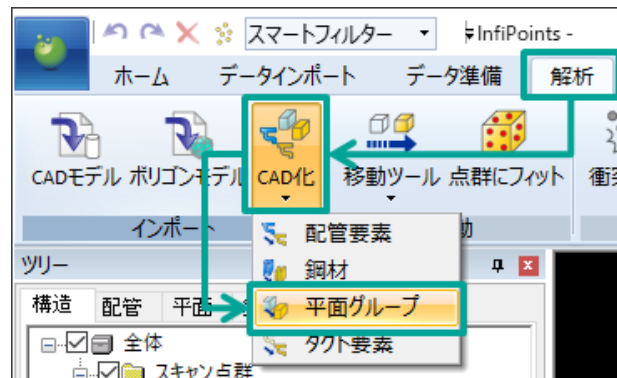 スマートフィルター InfiPoints -
ホーム データインポート データ準備 解析
CADモデル ポリゴンモデル CAD化 移動ツール 点群にフィット
インポート
配管要素
ツリー
鋼材
構造 配管 平面
平面グループ
全体
ダクト要素
スキャン点群